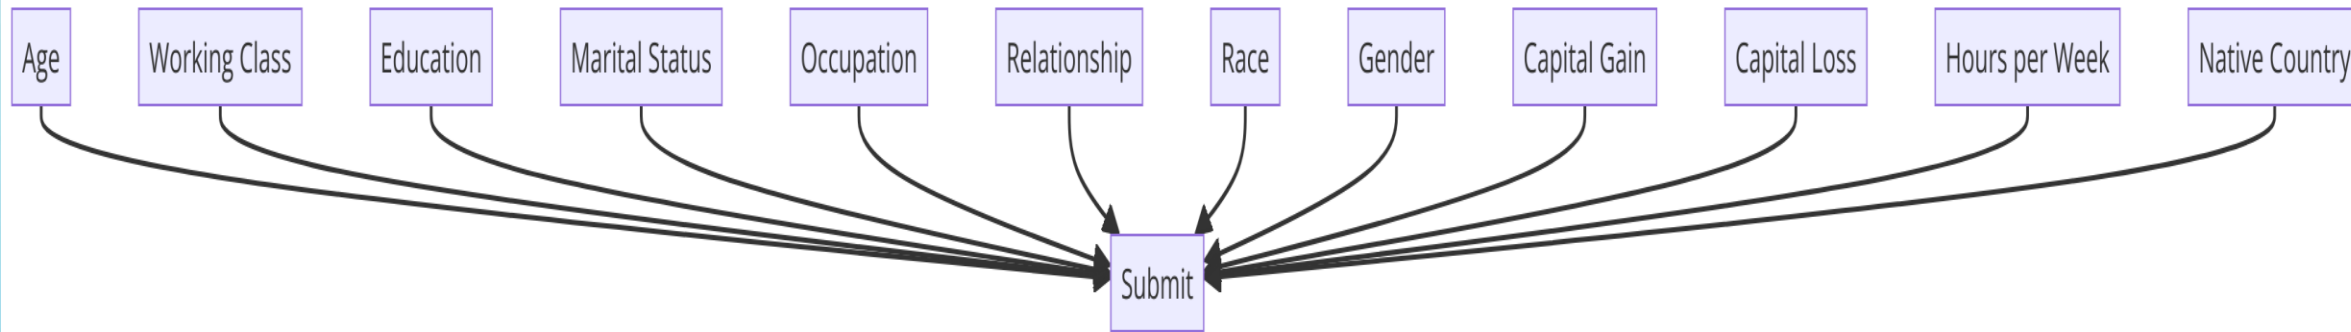 Age
Working Class
Education
Marital Status
Occupation
Relationship
Race
Gender
Capital Gain
Capital Loss
Hours per Week
Native Country
Submit